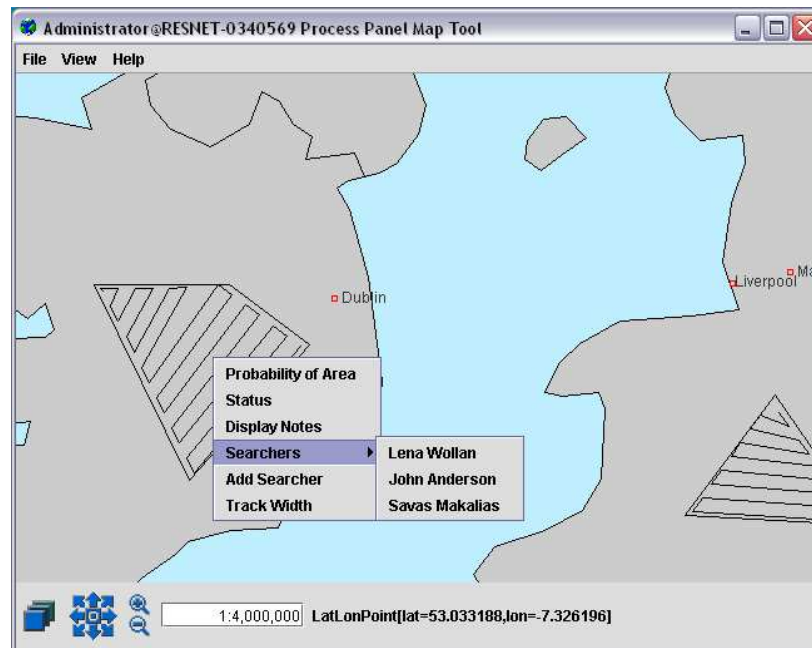 Administrator@RESNET-0340569 Process Panel Map Tool
File View Help
Dublin
Liverpool
Ma
Probability of Area
Status
Display Notes
Searchers
Add Searcher
Track Width
Lena Wollan
John Anderson
Savas Makalias
1:4,000,000 LatLonPoint[lat=53.033188,lon=-7.326196]